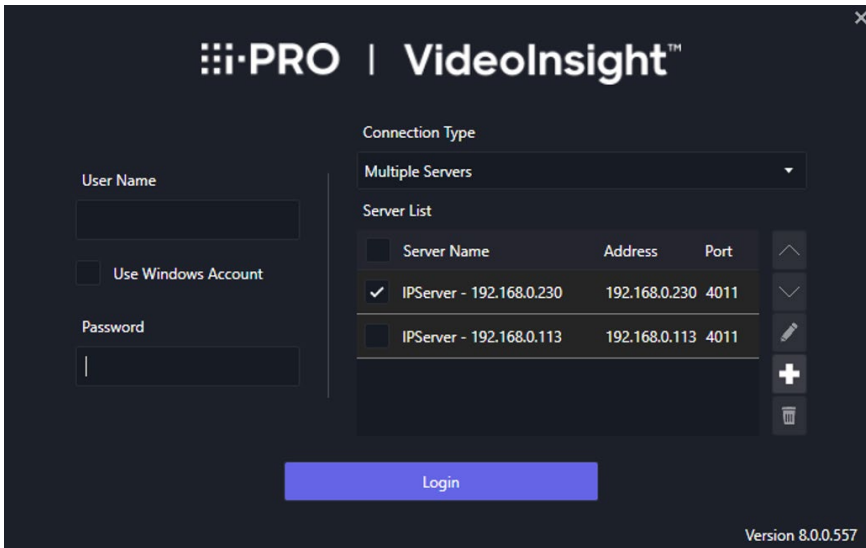 i-PRO | VideoInsight™
Connection Type
Multiple Servers
User Name
Use Windows Account
Password
Server List
Server Name Address Port
IPServer - 192.168.0.230 192.168.0.230 4011
IPServer - 192.168.0.113 192.168.0.113 4011
Login
Version 8.0.0.557